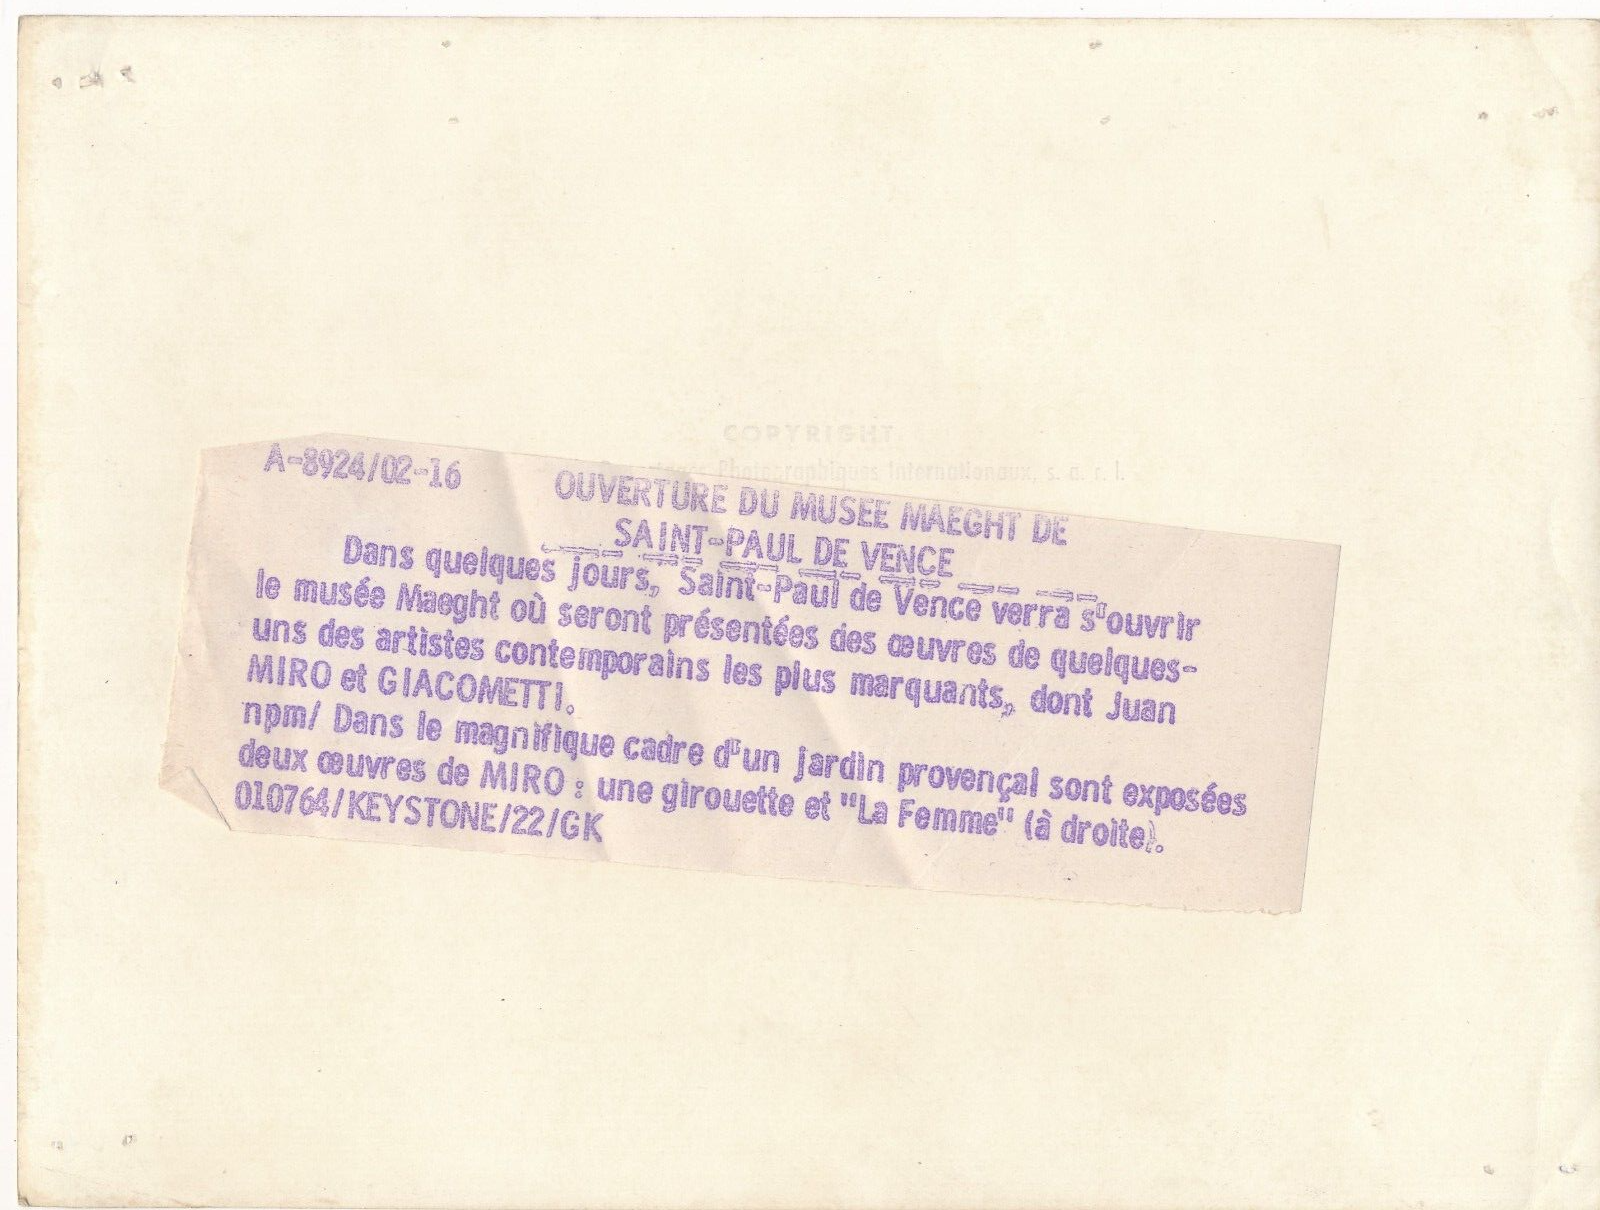 COPYRIGHT
Photographiques Internationaux, s. a. r. l.
A-8924/02-16
OUVERTURE DU MUSEE MAEGHT DE
SAINT-PAUL DE VENCE
Dans quelques jours, Saint-Paul de Vence verra s'ouvrir
le musée Maeght où seront présentées des œuvres de quelques-
uns des artistes contemporains les plus marquants, dont Juan
MIRO et GIACOMETTI.
npm/ Dans le magnifique cadre d'un jardin provençal sont exposées
deux œuvres de MIRO : une girouette et "La Femme" (à droite).
010764/KEYSTONE/22/GK